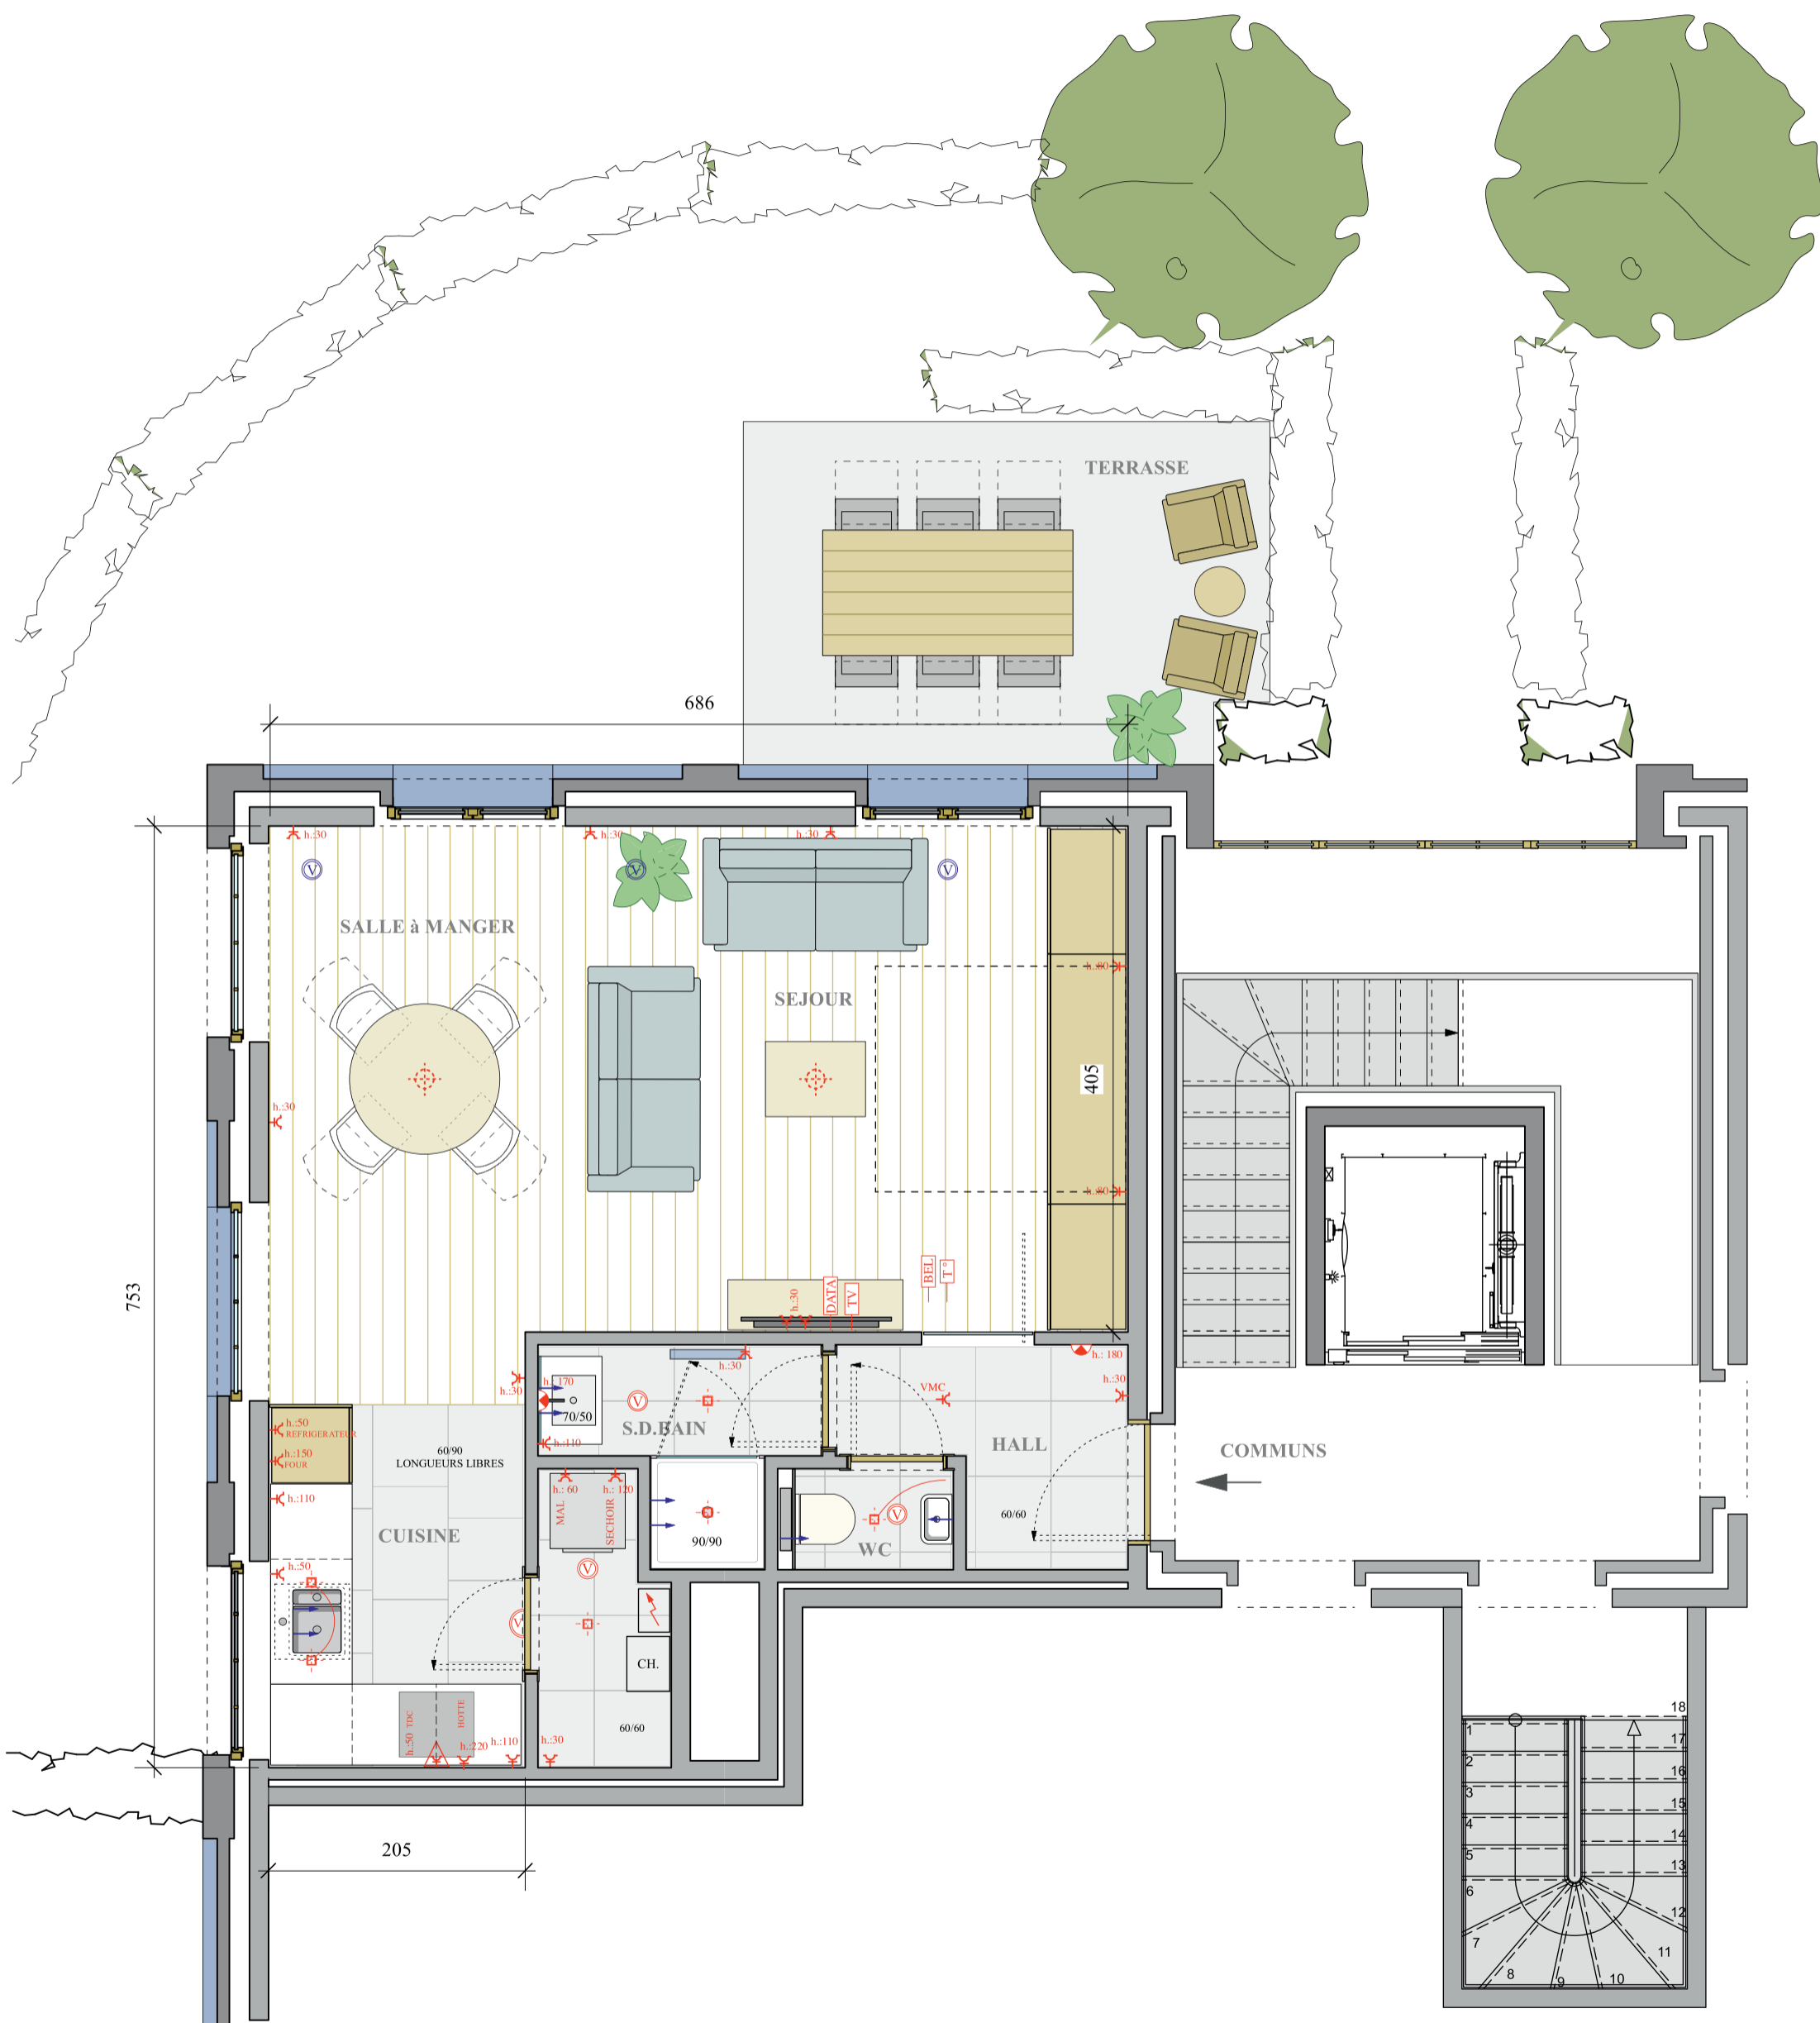 TERRASSE
686
h.:30
h.:30
h.:30
V
V
V
SALLE à MANGER
SEJOUR
h.:80
405
h.:30
h.:80
753
BEL
T°
h.:30
DATA
TV
h.:30
h.: 170
h.:30
h.: 180
VMC
h.:30
V
70/50
S.D.BAIN
h.:110
HALL
COMMUNS
h.:50
REFRIGERATEUR
h.:150
FOUR
60/90
LONGUEURS LIBRES
h.:110
CUISINE
h.: 60
h.: 120
MAL
SECHOIR
90/90
V
WC
60/60
h.:50
V
V
CH.
60/60
h.:50
TDC
HOTTE
h.:220
h.:110
h.:30
205
1
2
3
4
5
6
7
8
9
10
11
12
13
14
15
16
17
18